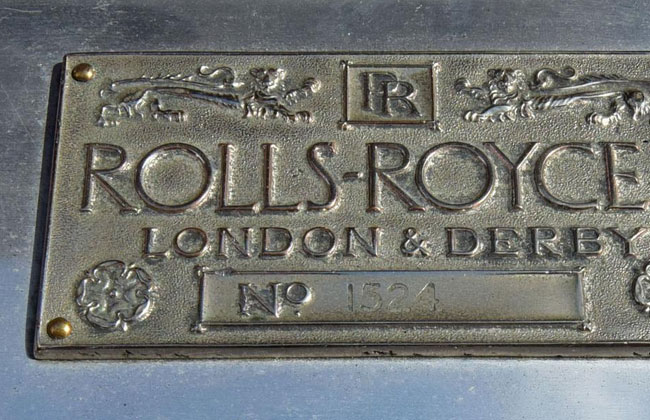 RR
ROLLS-ROYCE
LONDON & DERBY
No 1524